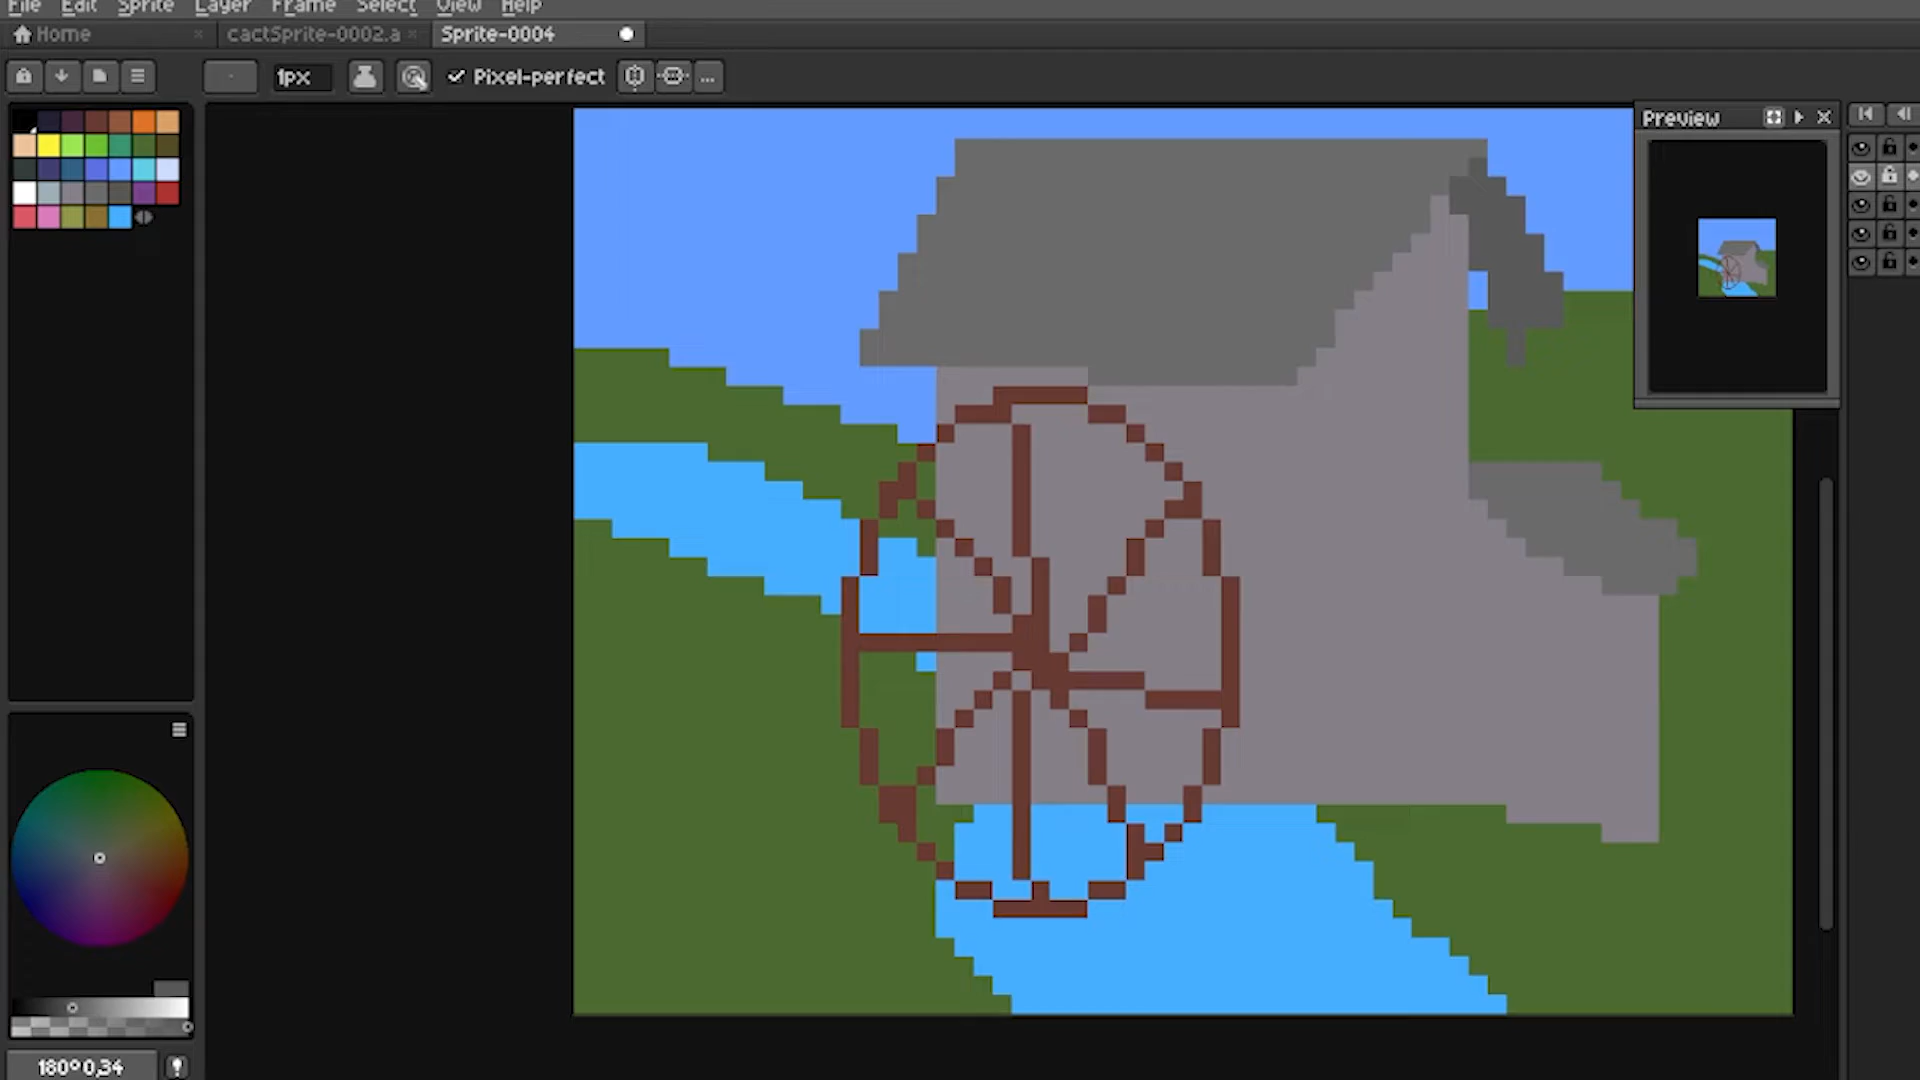 File Edit Sprite Layer Frame Select View Help
Home cactSprite-0002.a Sprite-0004
1px Pixel-perfect ...
Preview
180°0,34